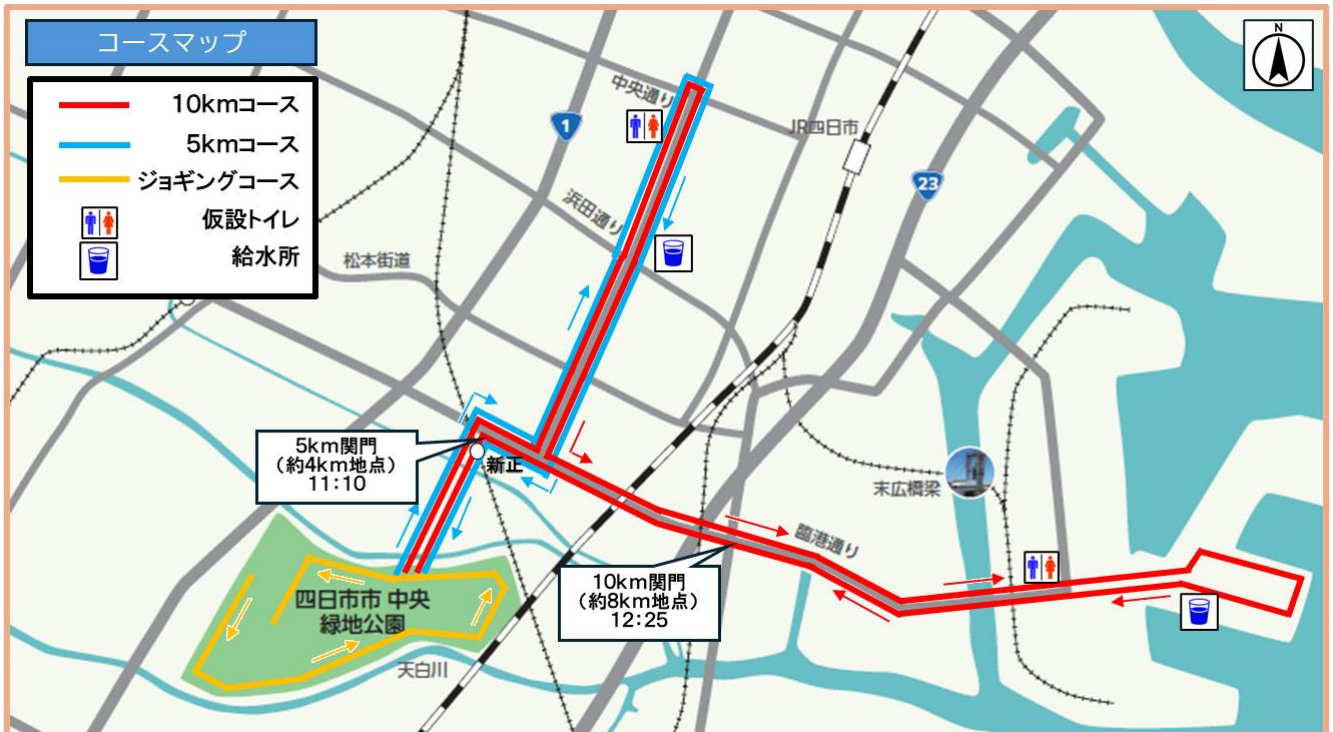 コースマップ
N
10kmコース
5kmコース
ジョギングコース
仮設トイレ
給水所
中央通り
1
JR四日市
23
浜田通り
松本街道
5km関門
(約4km地点)
11:10
新正
末広橋梁
臨港通り
10km関門
(約8km地点)
12:25
四日市市 中央
緑地公園
天白川